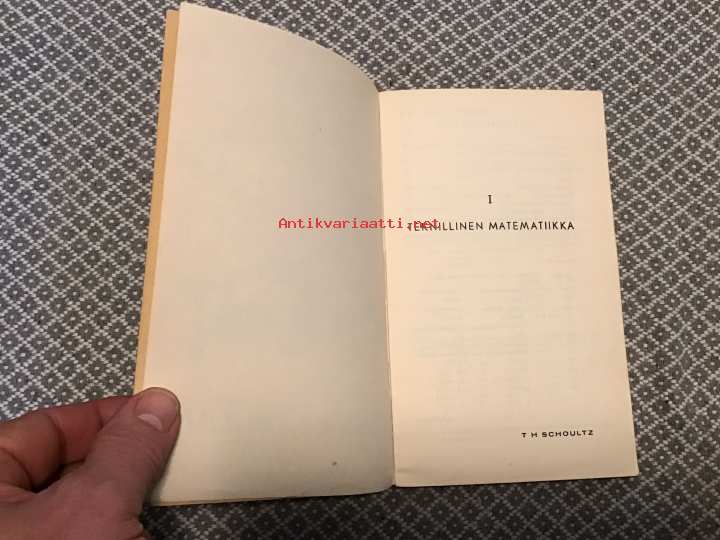 I
Antikvariaatti.net
TEKNILLINEN MATEMATIIKKA
T H SCHOULTZ